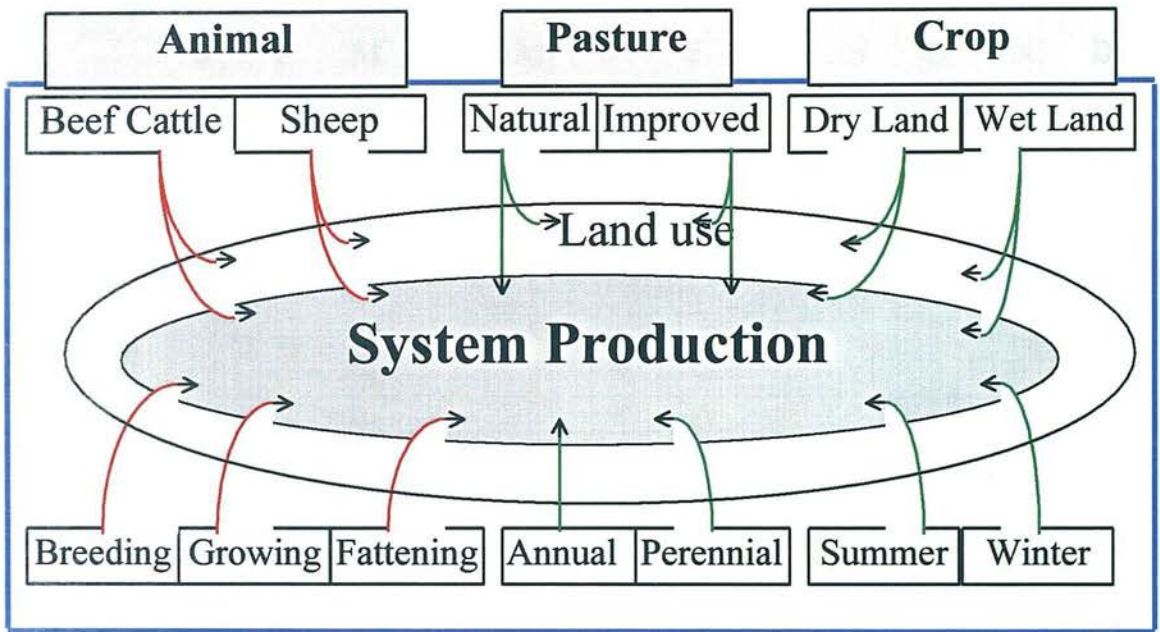 Animal Pasture Crop
Beef Cattle Sheep Natural Improved Dry Land Wet Land
Land use
System Production
Breeding Growing Fattening Annual Perennial Summer Winter